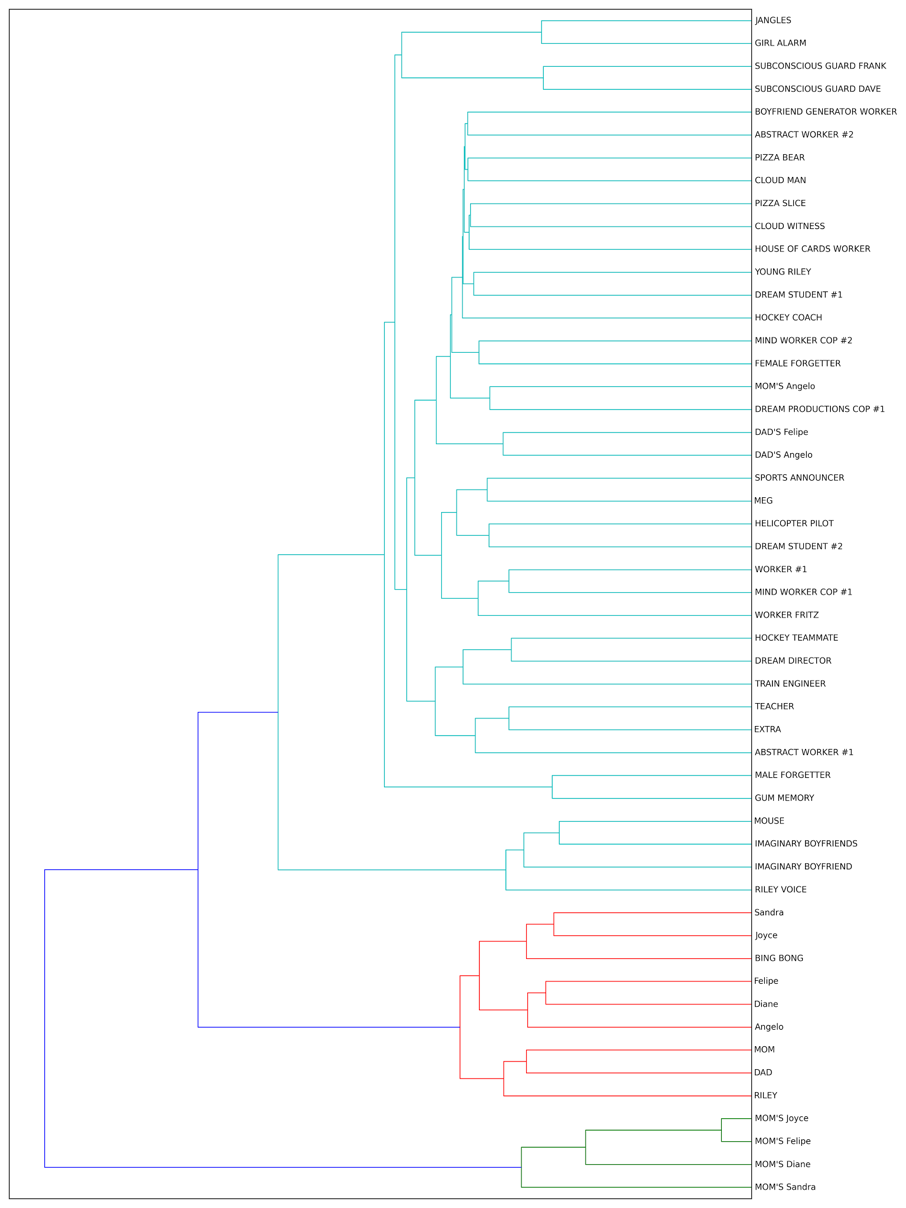 JANGLES
GIRL ALARM
SUBCONSCIOUS GUARD FRANK
SUBCONSCIOUS GUARD DAVE
BOYFRIEND GENERATOR WORKER
ABSTRACT WORKER #2
PIZZA BEAR
CLOUD MAN
PIZZA SLICE
CLOUD WITNESS
HOUSE OF CARDS WORKER
YOUNG RILEY
DREAM STUDENT #1
HOCKEY COACH
MIND WORKER COP #2
FEMALE FORGETTER
MOM'S Angelo
DREAM PRODUCTIONS COP #1
DAD'S Felipe
DAD'S Angelo
SPORTS ANNOUNCER
MEG
HELICOPTER PILOT
DREAM STUDENT #2
WORKER #1
MIND WORKER COP #1
WORKER FRITZ
HOCKEY TEAMMATE
DREAM DIRECTOR
TRAIN ENGINEER
TEACHER
EXTRA
ABSTRACT WORKER #1
MALE FORGETTER
GUM MEMORY
MOUSE
IMAGINARY BOYFRIENDS
IMAGINARY BOYFRIEND
RILEY VOICE
Sandra
Joyce
BING BONG
Felipe
Diane
Angelo
MOM
DAD
RILEY
MOM'S Joyce
MOM'S Felipe
MOM'S Diane
MOM'S Sandra